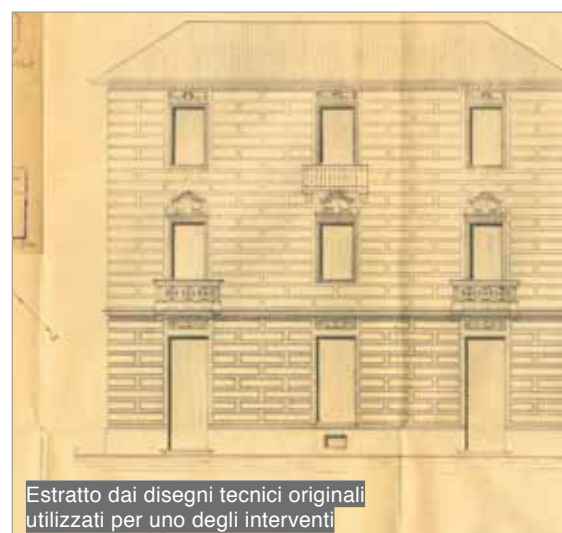 Estratto dai disegni tecnici originali
utilizzati per uno degli interventi